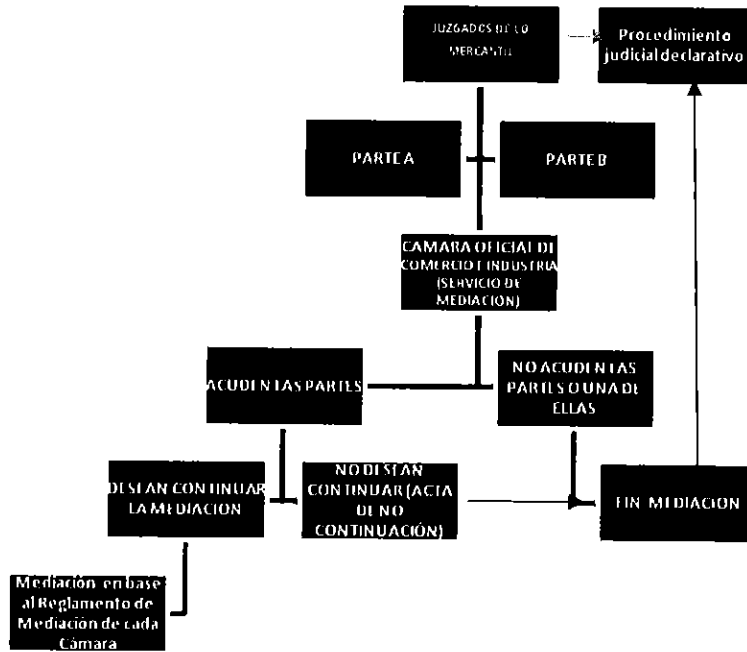 JUZGADOS DE LO
MERCANTIL
Procedimiento
judicial declarativo
PARTE A
PARTE B
CAMARA OFICIAL DE
COMERCIO E INDUSTRIA
(SERVICIO DE
MEDIACION)
ACUDEN LAS PARTES
NO ACUDEN LAS
PARTES O UNA DE
ELLAS
DESEAN CONTINUAR
LA MEDIACION
NO DESEAN
CONTINUAR (ACTA
DE NO
CONTINUACIÓN)
FIN MEDIACION
Mediación en base
al Reglamento de
Mediación de cada
Cámara